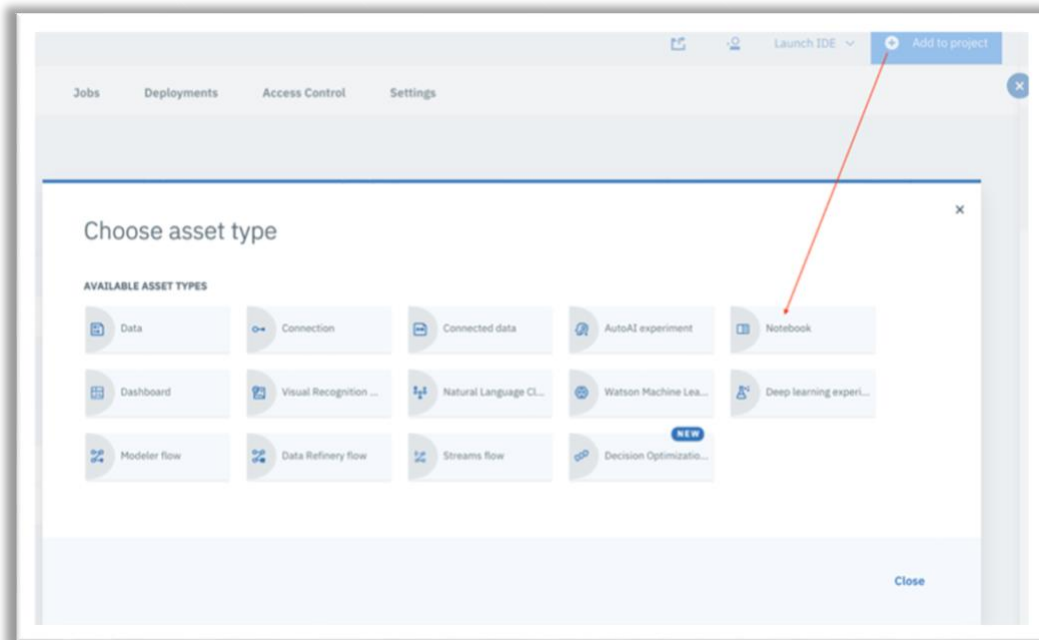 Launch IDE Add to project
Jobs Deployments Access Control Settings
Choose asset type
AVAILABLE ASSET TYPES
Data Connection Connected data AutoAI experiment Notebook
Dashboard Visual Recognition ... Natural Language Cl... Watson Machine Lea... Deep learning experi...
NEW
Modeler flow Data Refinery flow Streams flow Decision Optimizatio...
Close